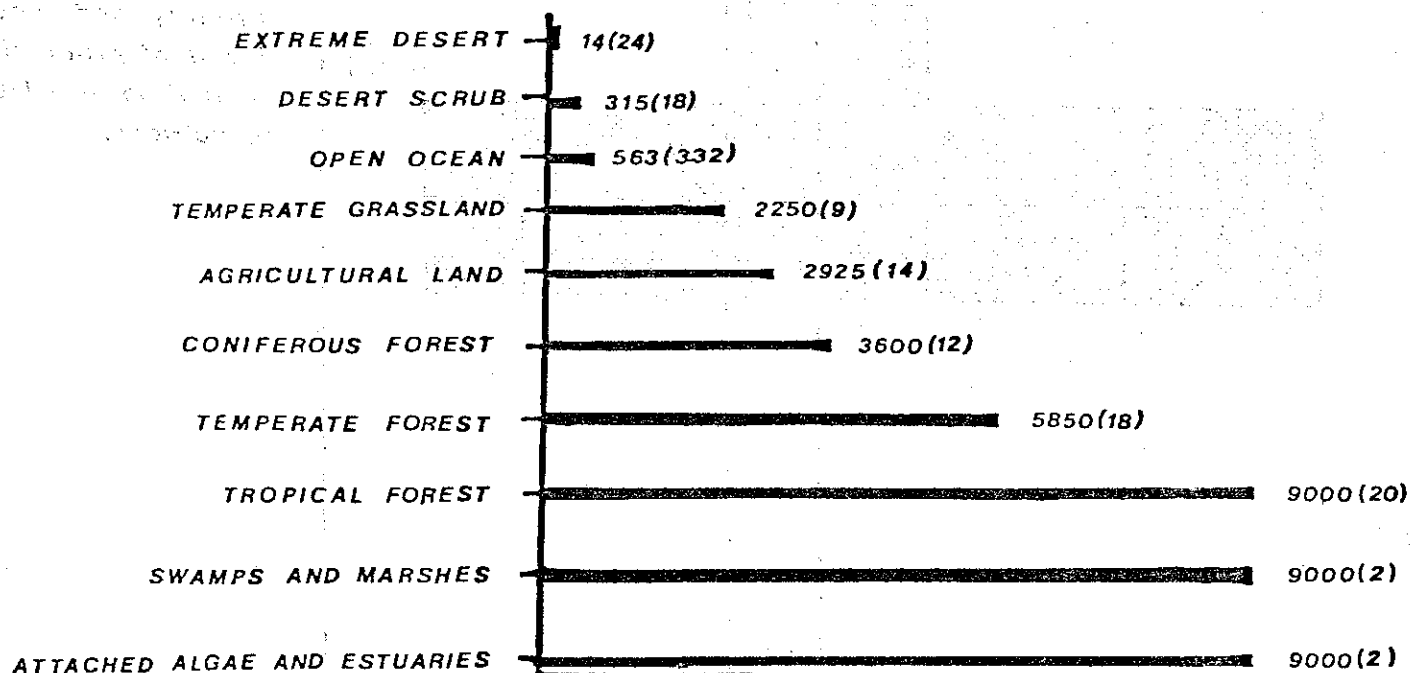 EXTREME DESERT 14(24)
DESERT SCRUB 315(18)
OPEN OCEAN 563(332)
TEMPERATE GRASSLAND 2250(9)
AGRICULTURAL LAND 2925(14)
CONIFEROUS FOREST 3600(12)
TEMPERATE FOREST 5850(18)
TROPICAL FOREST 9000(20)
SWAMPS AND MARSHES 9000(2)
ATTACHED ALGAE AND ESTUARIES 9000(2)